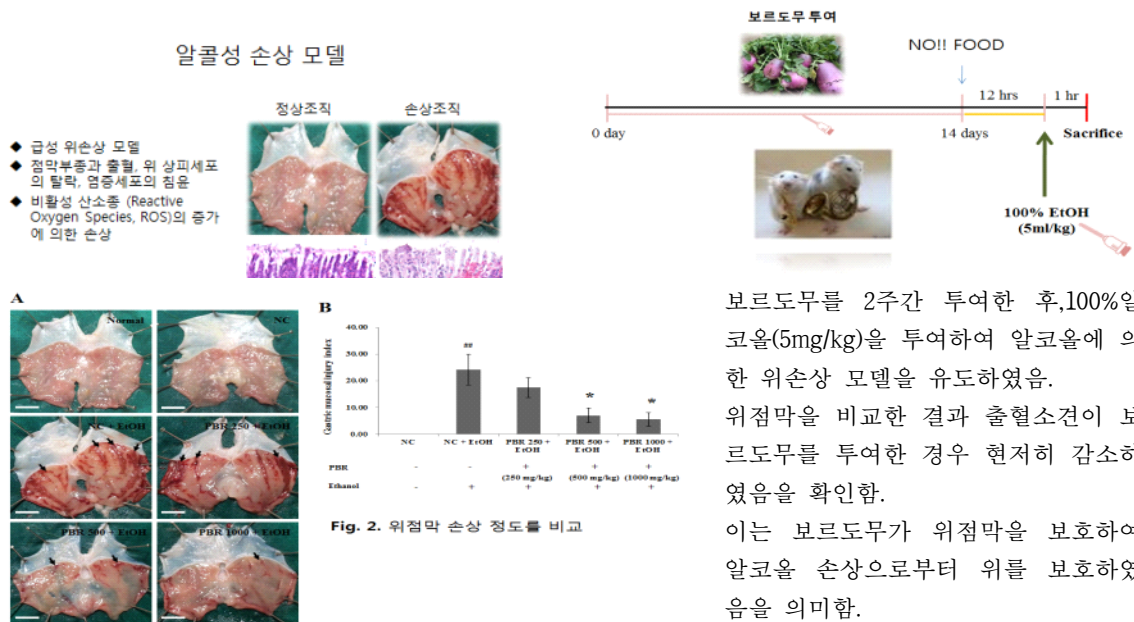 알콜성 손상 모델
정상조직
손상조직
◆ 급성 위손상 모델
◆ 점막부종과 출혈, 위 상피세포
의 탈락, 염증세포의 침윤
◆ 비활성 산소종 (Reactive
Oxygen Species, ROS)의 증가
에 의한 손상
보르도무 투여
NO!! FOOD
12 hrs
1 hr
0 day
14 days
Sacrifice
100% EtOH
(5ml/kg)
A
Normal
NC
NC + EtOH
PBR 250 + EtOH
PBR 500 + EtOH
PBR 1000 + EtOH
B
Gastric mucosal injury index
40.00
30.00
20.00
10.00
0.00
##
*
*
NC
NC + EtOH
PBR 250 +
EtOH
PBR 500 +
EtOH
PBR 1000 +
EtOH
PBR - - + + +
(250 mg/kg) (500 mg/kg) (1000 mg/kg)
Ethanol - + + + +
Fig. 2. 위점막 손상 정도를 비교
보르도무를 2주간 투여한 후,100%알
코올(5mg/kg)을 투여하여 알코올에 의
한 위손상 모델을 유도하였음.
위점막을 비교한 결과 출혈소견이 보
르도무를 투여한 경우 현저히 감소하
였음을 확인함.
이는 보르도무가 위점막을 보호하여
알코올 손상으로부터 위를 보호하였
음을 의미함.